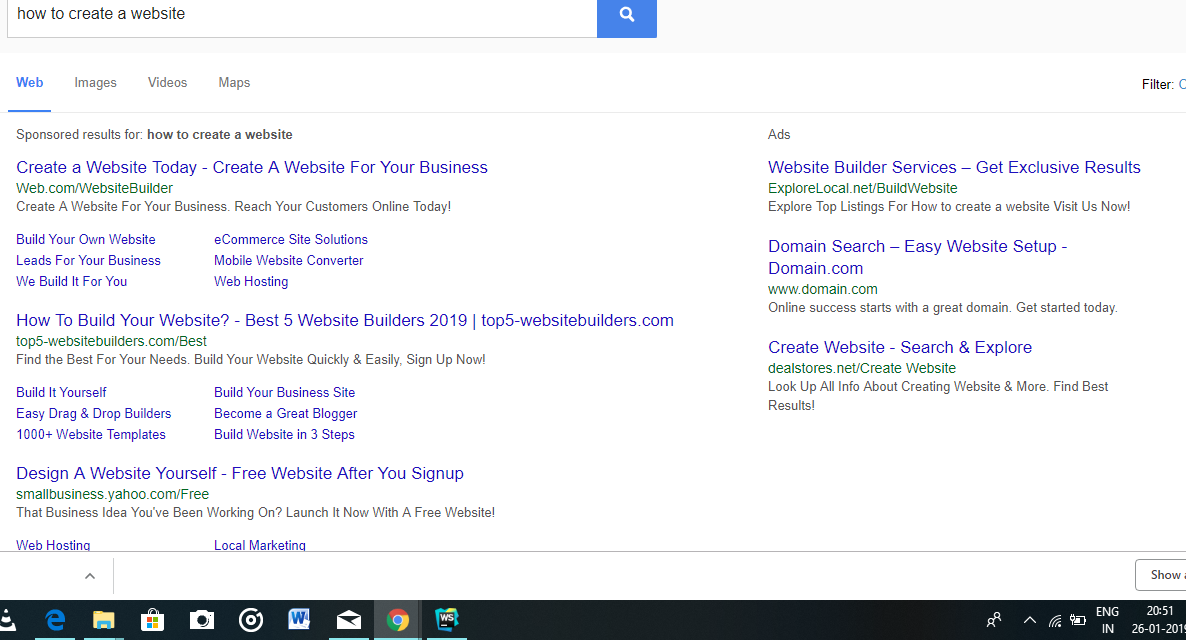 how to create a website
Web Images Videos Maps
Filter:
Sponsored results for: how to create a website
Create a Website Today - Create A Website For Your Business
Web.com/WebsiteBuilder
Create A Website For Your Business. Reach Your Customers Online Today!
Build Your Own Website eCommerce Site Solutions
Leads For Your Business Mobile Website Converter
We Build It For You Web Hosting
How To Build Your Website? - Best 5 Website Builders 2019 | top5-websitebuilders.com
top5-websitebuilders.com/Best
Find the Best For Your Needs. Build Your Website Quickly & Easily, Sign Up Now!
Build It Yourself Build Your Business Site
Easy Drag & Drop Builders Become a Great Blogger
1000+ Website Templates Build Website in 3 Steps
Design A Website Yourself - Free Website After You Signup
smallbusiness.yahoo.com/Free
That Business Idea You've Been Working On? Launch It Now With A Free Website!
Web Hosting Local Marketing
Ads
Website Builder Services – Get Exclusive Results
ExploreLocal.net/BuildWebsite
Explore Top Listings For How to create a website Visit Us Now!
Domain Search – Easy Website Setup -
Domain.com
www.domain.com
Online success starts with a great domain. Get started today.
Create Website - Search & Explore
dealstores.net/Create Website
Look Up All Info About Creating Website & More. Find Best
Results!
Show
WS
ENG
IN
20:51
26-01-2019